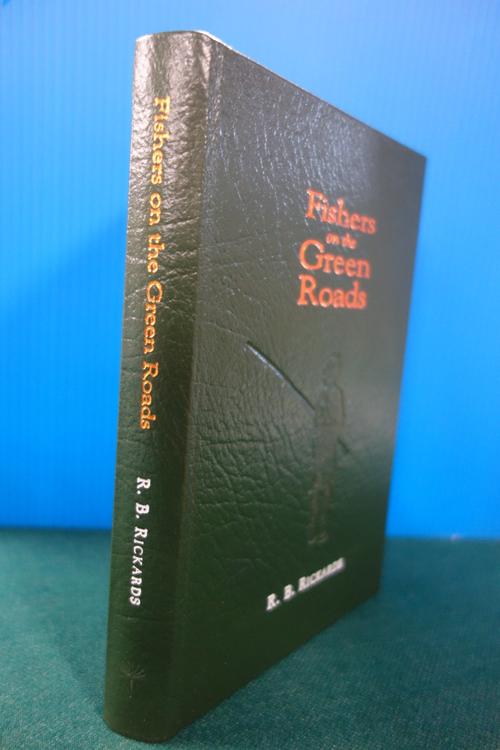 Fishers on the Green Roads
R. B. RICKARDS
Fishers
on the
Green
Roads
R. B. RICKARDS